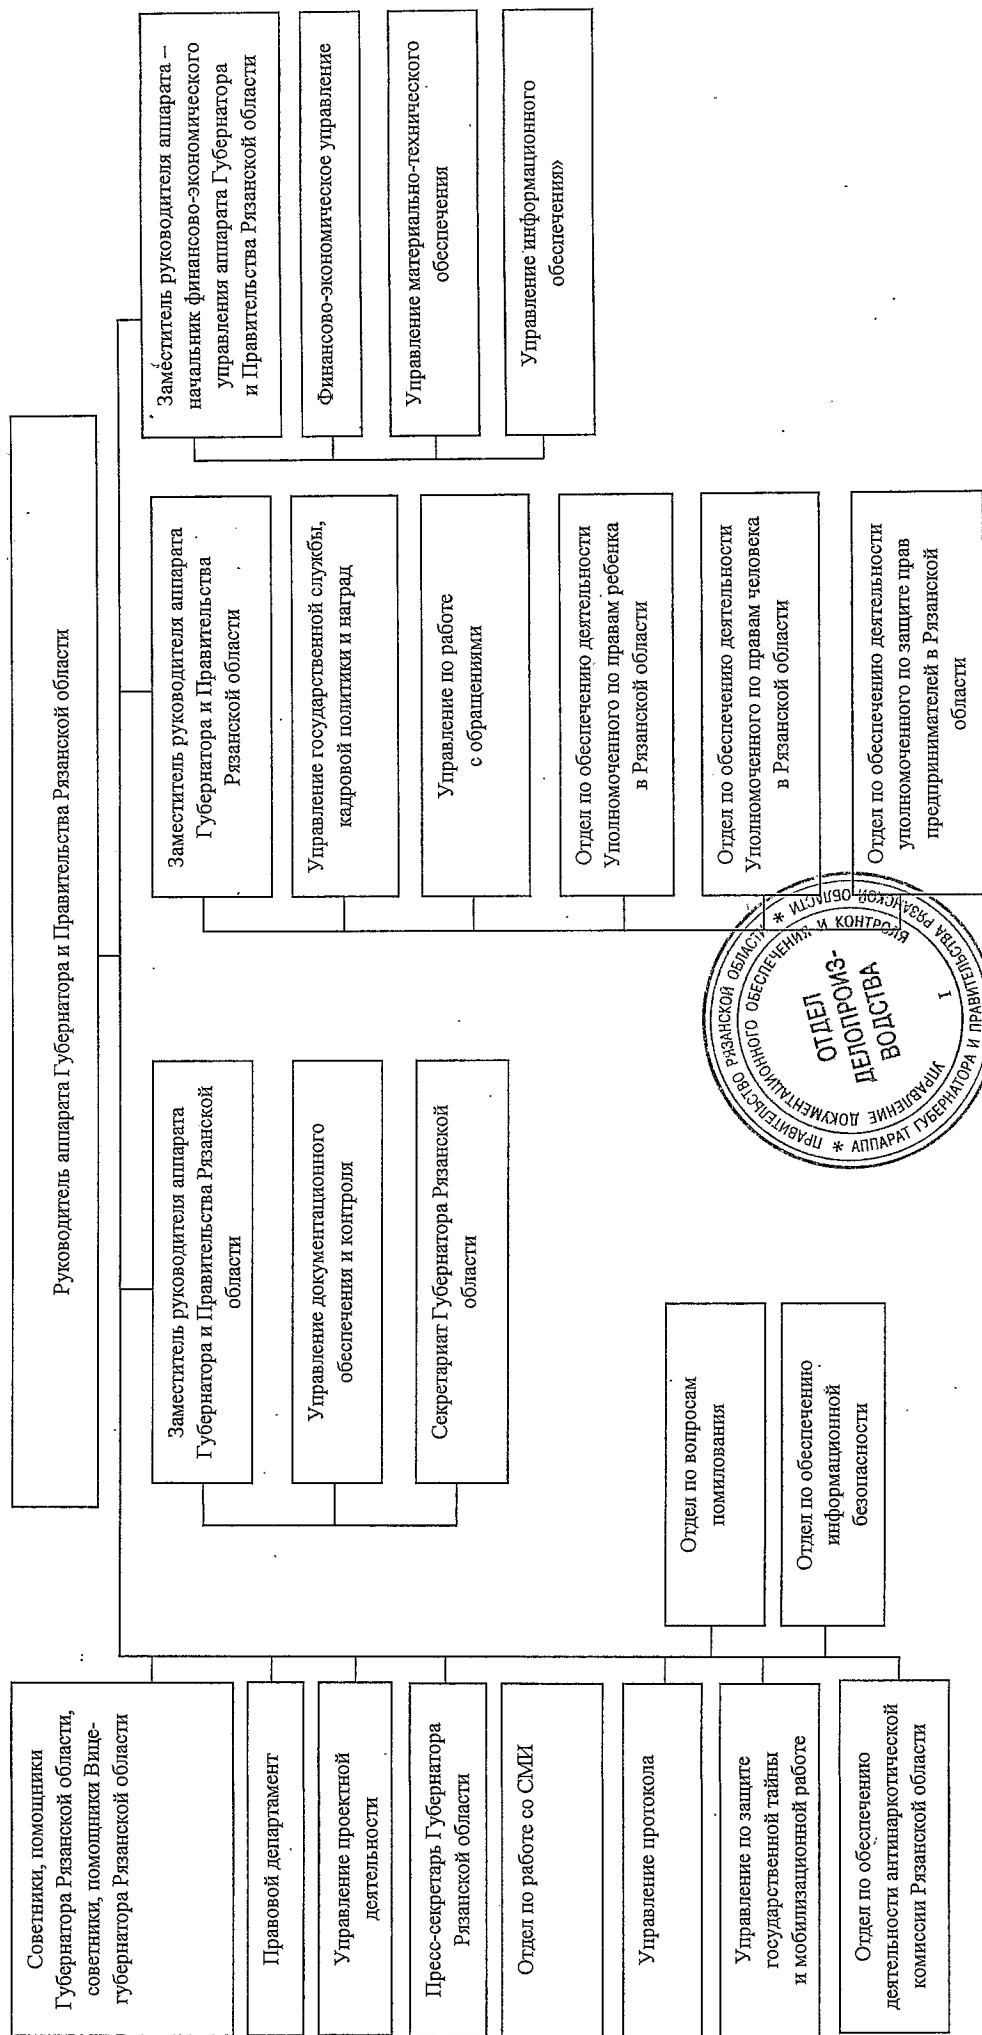 Руководитель аппарата Губернатора и Правительства Рязанской области
Советники, помощники
Губернатора Рязанской области,
советники, помощники Вице-
губернатора Рязанской области
Правовой департамент
Управление проектной
деятельности
Пресс-секретарь Губернатора
Рязанской области
Отдел по работе со СМИ
Управление протокола
Управление по защите
государственной тайны
и мобилизационной работе
Отдел по обеспечению
деятельности антинаркотической
комиссии Рязанской области
Отдел по вопросам
помилования
Отдел по обеспечению
информационной
безопасности
Заместитель руководителя аппарата
Губернатора и Правительства Рязанской
области
Управление документационного
обеспечения и контроля
Секретариат Губернатора Рязанской
области
Заместитель руководителя аппарата
Губернатора и Правительства
Рязанской области
Управление государственной службы,
кадровой политики и наград
Управление по работе
с обращениями
Отдел по обеспечению деятельности
Уполномоченного по правам ребенка
в Рязанской области
Отдел по обеспечению деятельности
Уполномоченного по правам человека
в Рязанской области
Отдел по обеспечению деятельности
уполномоченного по защите прав
предпринимателей в Рязанской
области
Заместитель руководителя аппарата –
начальник финансово-экономического
управления аппарата Губернатора
и Правительства Рязанской области
Финансово-экономическое управление
Управление материально-технического
обеспечения
Управление информационного
обеспечения»
ПРАВИТЕЛЬСТВО РЯЗАНСКОЙ ОБЛАСТИ * АППАРАТ ГУБЕРНАТОРА И ПРАВИТЕЛЬСТВА РЯЗАНСКОЙ ОБЛАСТИ *
УПРАВЛЕНИЕ ДОКУМЕНТАЦИОННОГО ОБЕСПЕЧЕНИЯ И КОНТРОЛЯ
ОТДЕЛ
ДЕЛОПРОИЗ-
ВОДСТВА
1